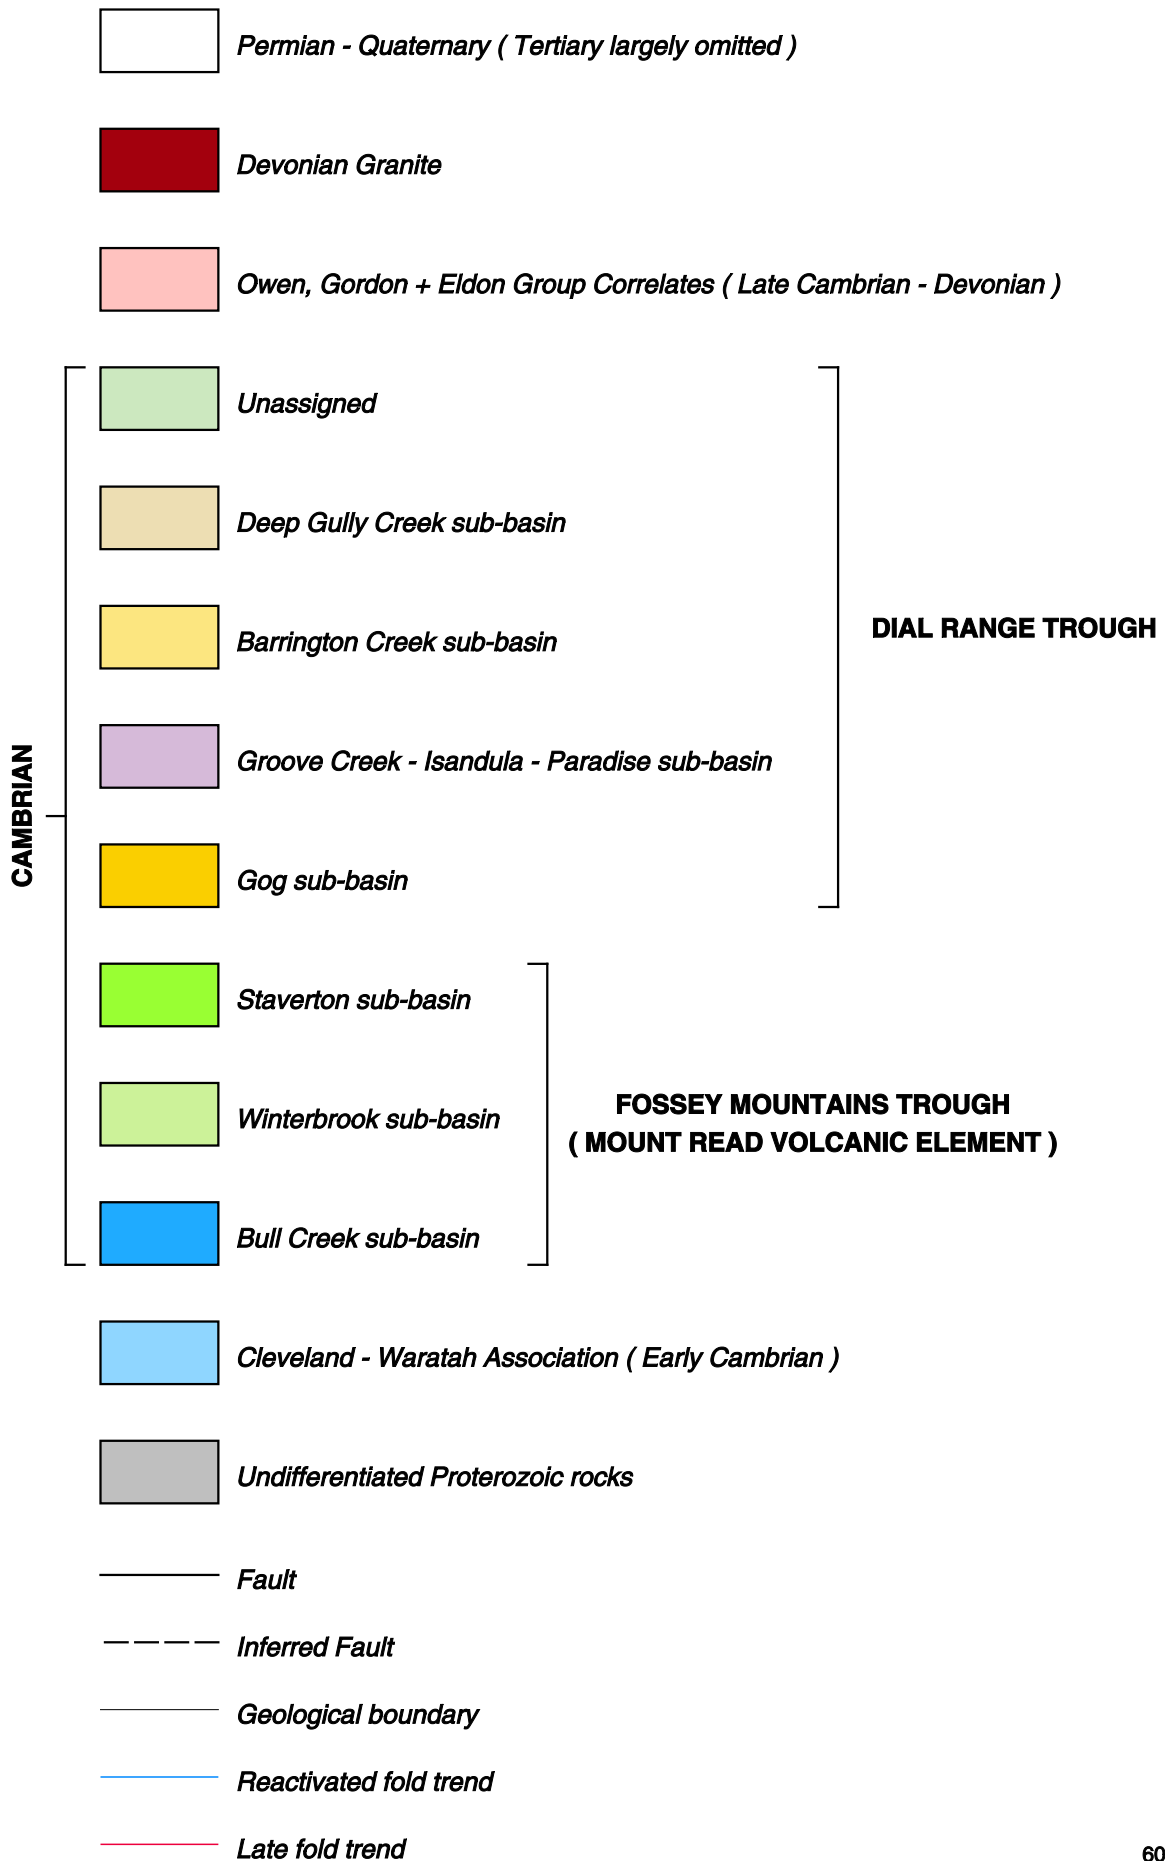 Permian - Quaternary ( Tertiary largely omitted )
Devonian Granite
Owen, Gordon + Eldon Group Correlates ( Late Cambrian - Devonian )
Unassigned
Deep Gully Creek sub-basin
Barrington Creek sub-basin
DIAL RANGE TROUGH
Groove Creek - Isandula - Paradise sub-basin
CAMBRIAN
Gog sub-basin
Staverton sub-basin
Winterbrook sub-basin
FOSSEY MOUNTAINS TROUGH
( MOUNT READ VOLCANIC ELEMENT )
Bull Creek sub-basin
Cleveland - Waratah Association ( Early Cambrian )
Undifferentiated Proterozoic rocks
Fault
Inferred Fault
Geological boundary
Reactivated fold trend
Late fold trend
60